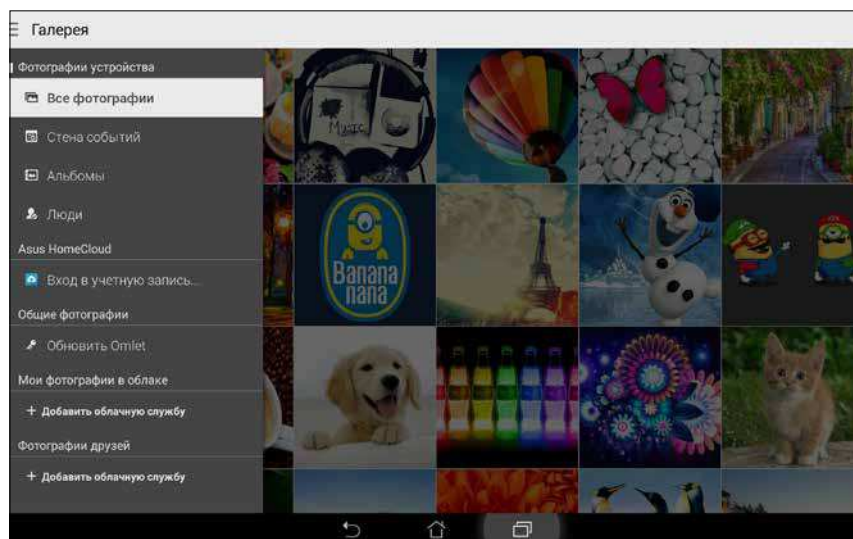 Галерея
Фотографии устройства
Все фотографии
Стена событий
Альбомы
Люди
Asus HomeCloud
Вход в учетную запись...
Общие фотографии
Обновить Omlet
Мои фотографии в облаке
+ Добавить облачную службу
Фотографии друзей
+ Добавить облачную службу
Music
Banana
nana